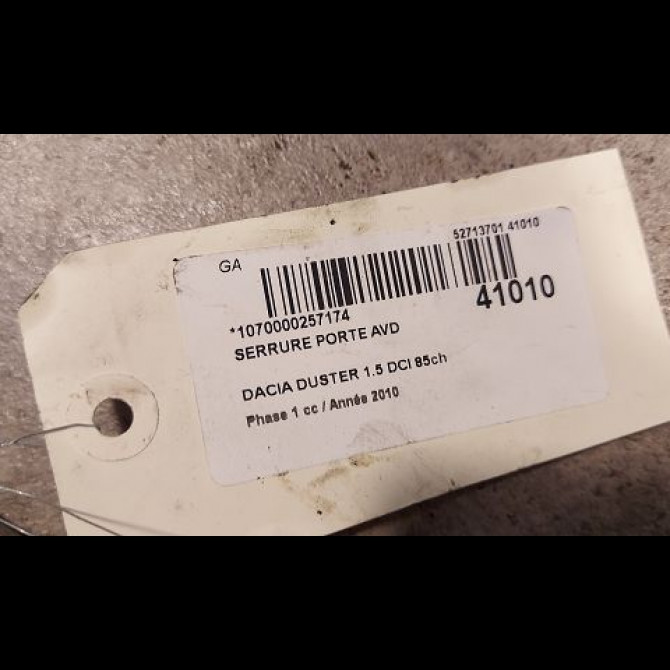 GA
52713701 41010
*1070000257174
41010
SERRURE PORTE AVD
DACIA DUSTER 1.5 DCI 85ch
Phase 1 cc / Année 2010